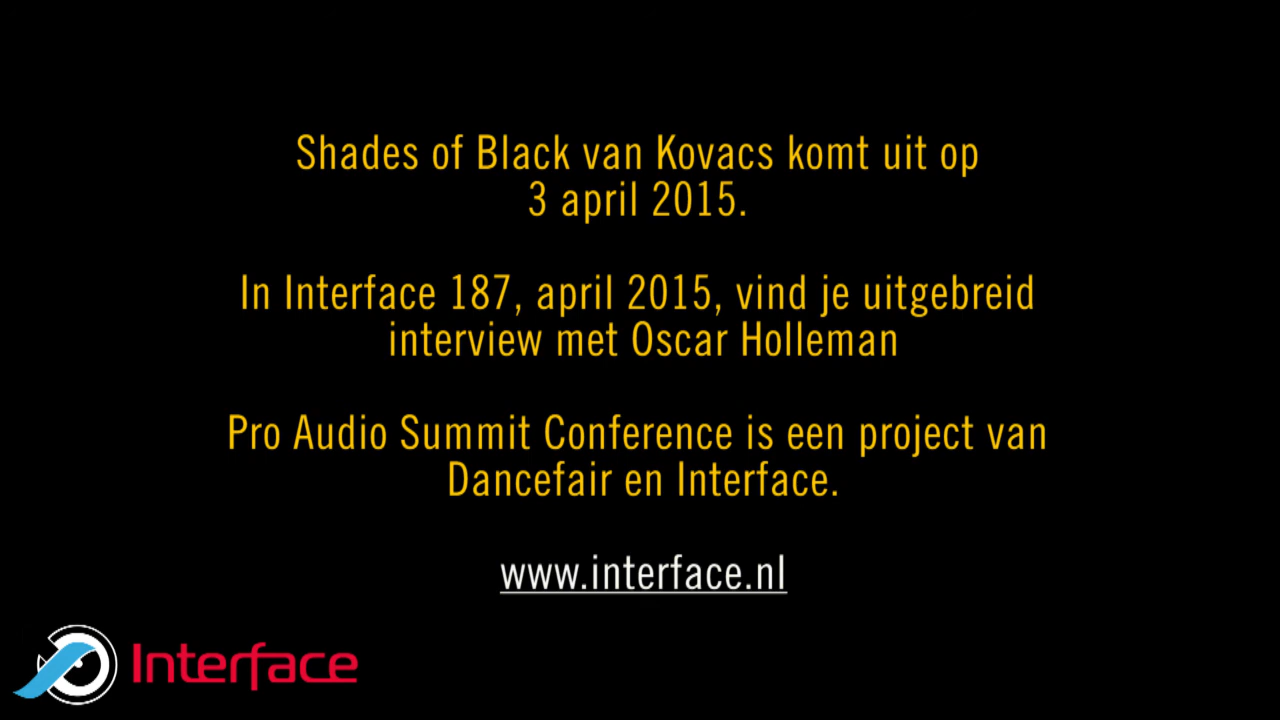 Shades of Black van Kovacs komt uit op
3 april 2015.
In Interface 187, april 2015, vind je uitgebreid
interview met Oscar Holleman
Pro Audio Summit Conference is een project van
Dancefair en Interface.
www.interface.nl
Interface